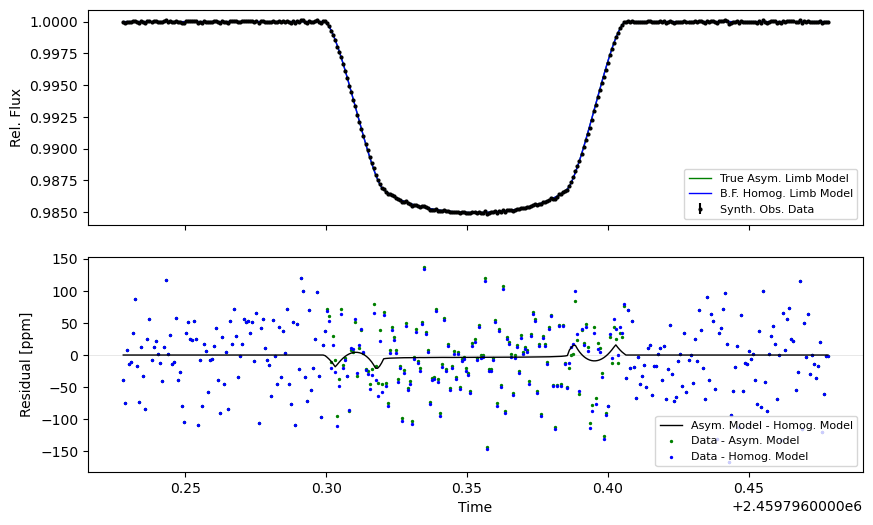 1.0000
0.9975
0.9950
0.9925
0.9900
0.9875
0.9850
Rel. Flux
True Asym. Limb Model
B.F. Homog. Limb Model
Synth. Obs. Data
150
100
50
0
−50
−100
−150
Residual [ppm]
Asym. Model - Homog. Model
Data - Asym. Model
Data - Homog. Model
0.25
0.30
0.35
0.40
0.45
Time
+2.4597960000e6